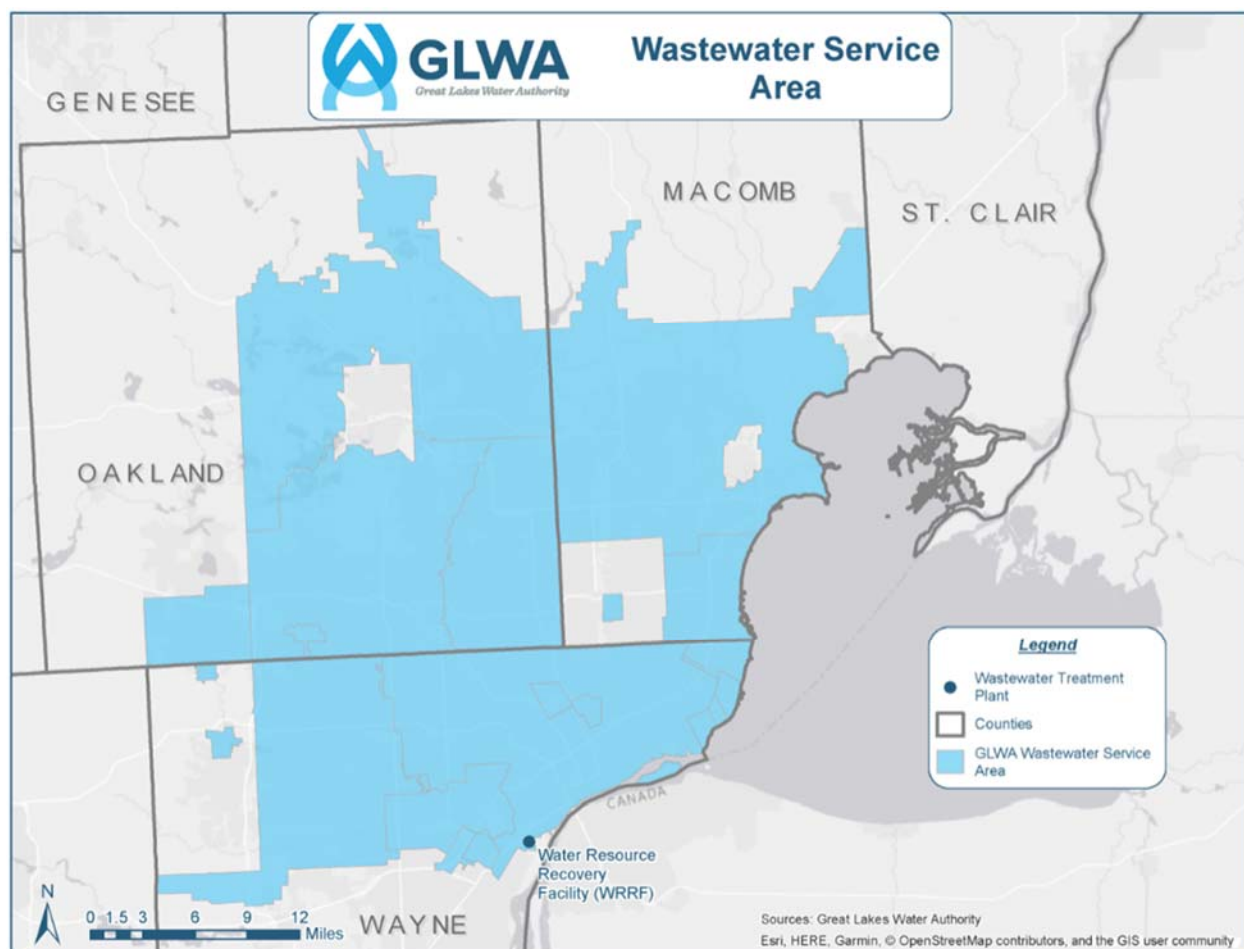 GLWA
Great Lakes Water Authority
Wastewater Service
Area
GENESEE
MACOMB
ST. CLAIR
OAKLAND
Legend
Wastewater Treatment
Plant
Counties
GLWA Wastewater Service
Area
CANADA
Water Resource
Recovery
Facility (WRRF)
N
0 1.5 3 6 9 12
Miles
WAYNE
Sources: Great Lakes Water Authority
Esri, HERE, Garmin, © OpenStreetMap contributors, and the GIS user community